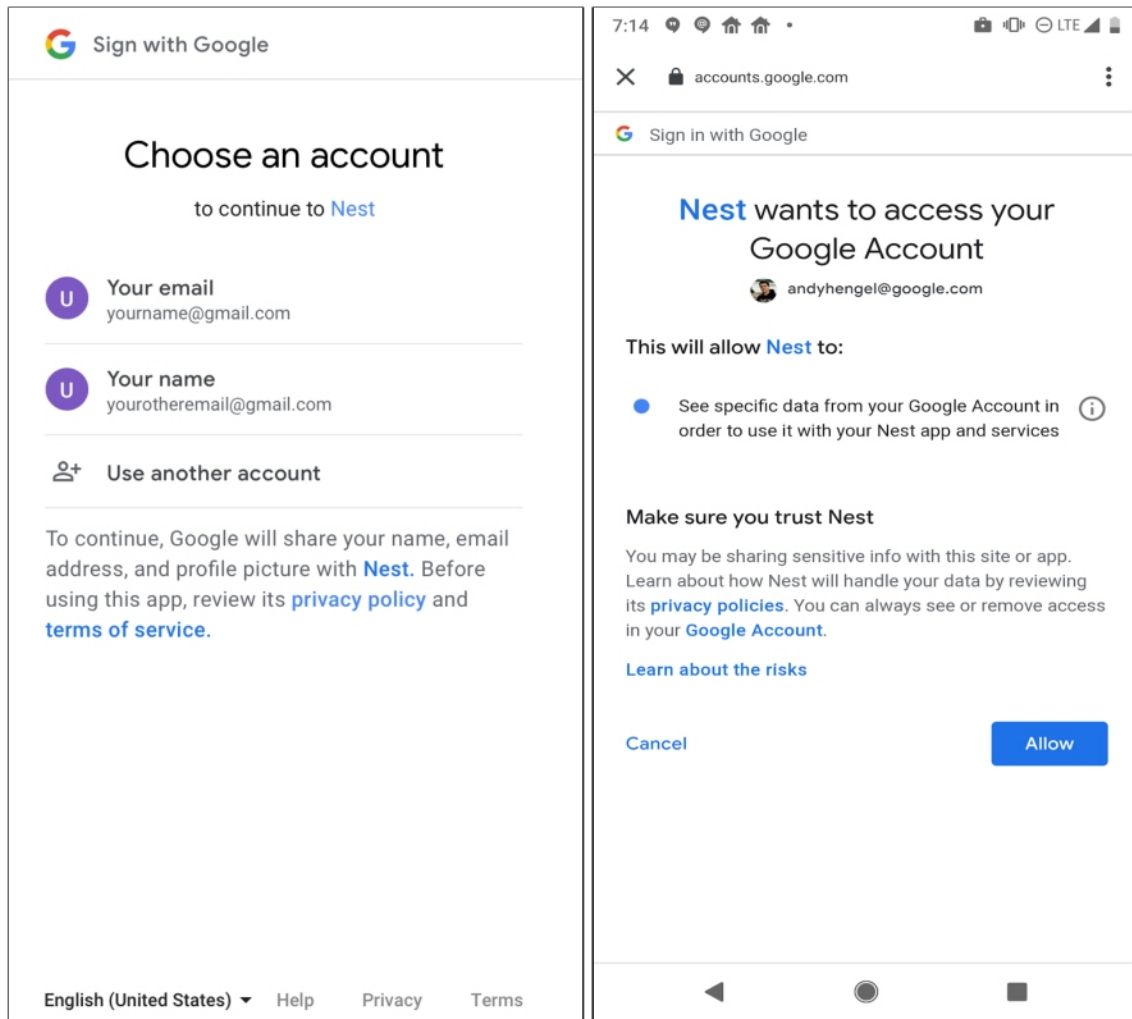 Sign with Google
Choose an account
to continue to Nest
U
Your email
yourname@gmail.com
U
Your name
yourotheremail@gmail.com
Use another account
To continue, Google will share your name, email
address, and profile picture with Nest. Before
using this app, review its privacy policy and
terms of service.
English (United States) Help Privacy Terms
7:14 LTE
accounts.google.com
Sign in with Google
Nest wants to access your
Google Account
andyhengel@google.com
This will allow Nest to:
See specific data from your Google Account in
order to use it with your Nest app and services
Make sure you trust Nest
You may be sharing sensitive info with this site or app.
Learn about how Nest will handle your data by reviewing
its privacy policies. You can always see or remove access
in your Google Account.
Learn about the risks
Cancel Allow